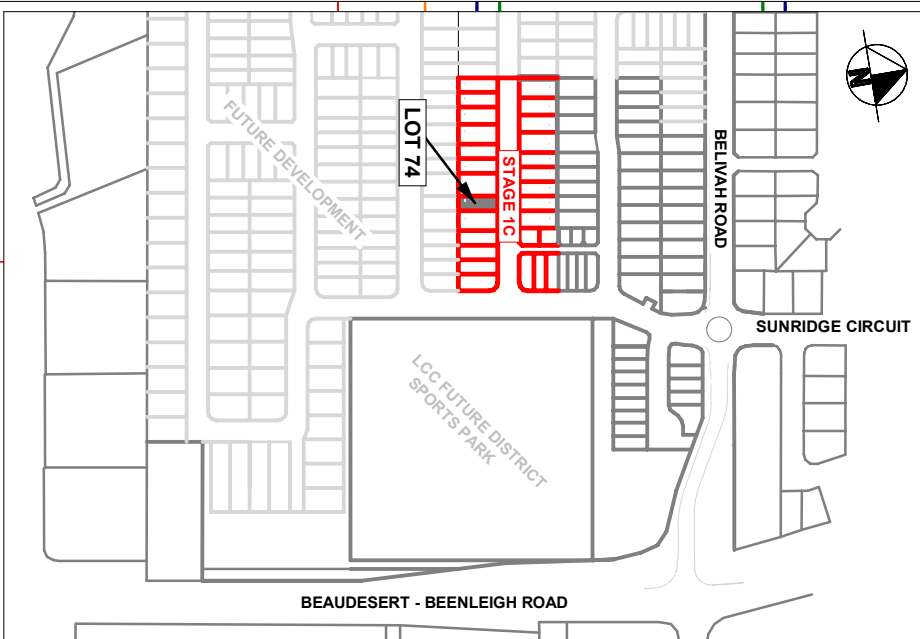 N
LOT 74
STAGE 1C
FUTURE DEVELOPMENT
BELIVAH ROAD
SUNRIDGE CIRCUIT
LCC FUTURE DISTRICT
SPORTS PARK
BEAUDESERT - BEENLEIGH ROAD